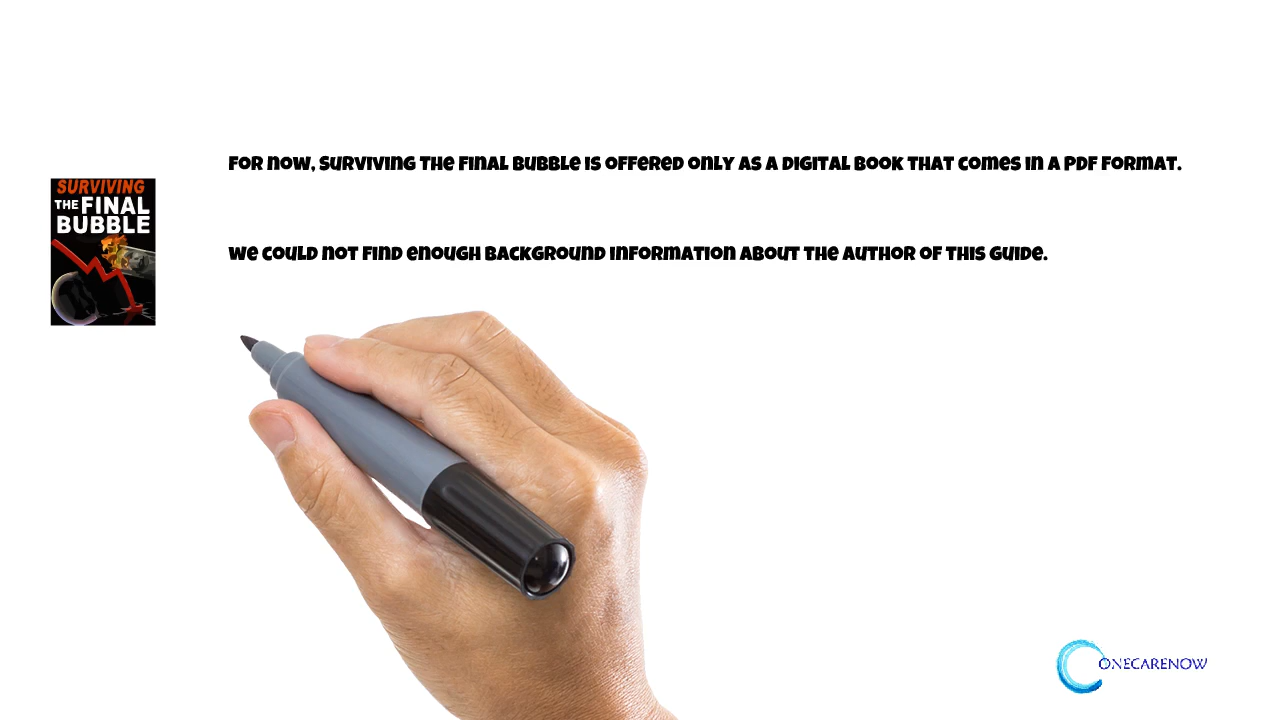 For now, Surviving The Final Bubble is offered only as a digital book that comes in a PDF format.
SURVIVING
THE FINAL
BUBBLE
We could not find enough background information about the author of this guide.
ONECARENOW